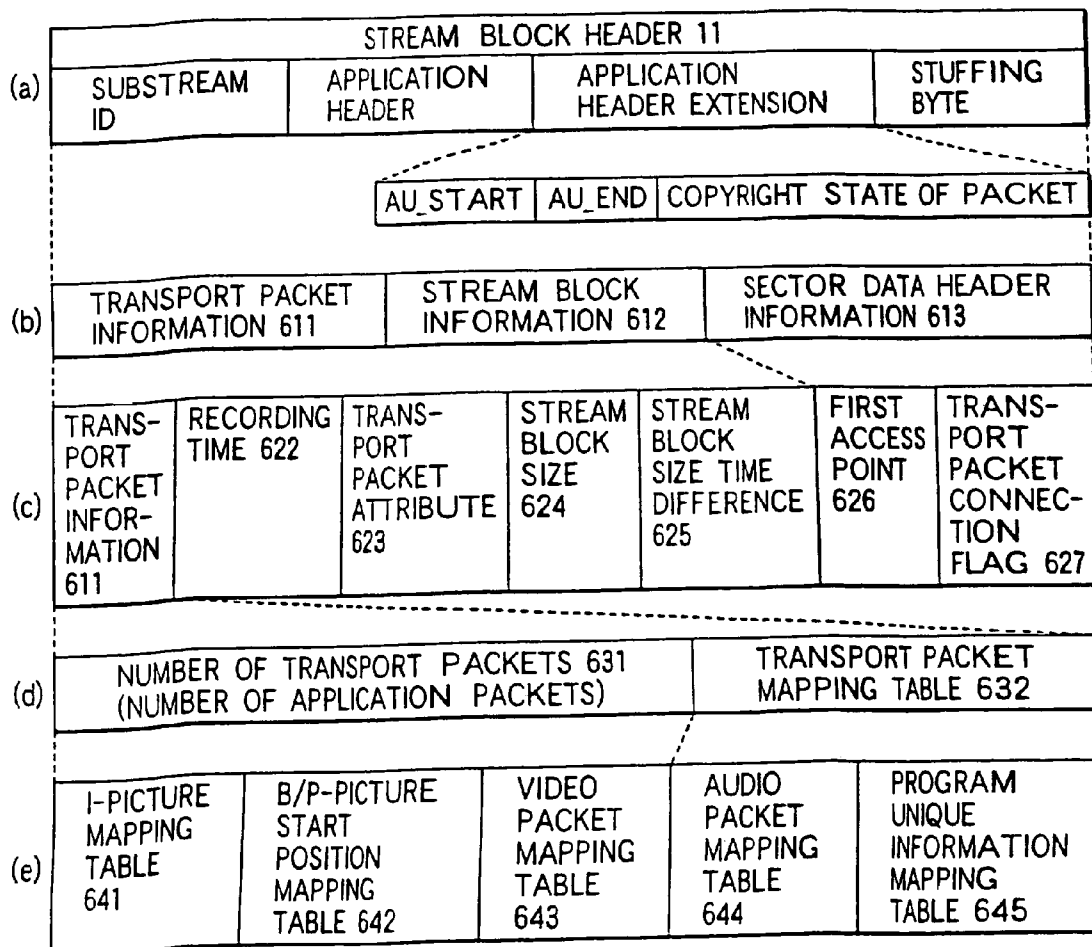 STREAM BLOCK HEADER 11
(a)
SUBSTREAM
ID
APPLICATION
HEADER
APPLICATION
HEADER EXTENSION
STUFFING
BYTE
AU_START
AU_END
COPYRIGHT STATE OF PACKET
(b)
TRANSPORT PACKET
INFORMATION 611
STREAM BLOCK
INFORMATION 612
SECTOR DATA HEADER
INFORMATION 613
(c)
TRANS-
PORT
PACKET
INFOR-
MATION
611
RECORDING
TIME 622
TRANS-
PORT
PACKET
ATTRIBUTE
623
STREAM
BLOCK
SIZE
624
STREAM
BLOCK
SIZE TIME
DIFFERENCE
625
FIRST
ACCESS
POINT
626
TRANS-
PORT
PACKET
CONNEC-
TION
FLAG 627
(d)
NUMBER OF TRANSPORT PACKETS 631
(NUMBER OF APPLICATION PACKETS)
TRANSPORT PACKET
MAPPING TABLE 632
(e)
I-PICTURE
MAPPING
TABLE
641
B/P-PICTURE
START
POSITION
MAPPING
TABLE 642
VIDEO
PACKET
MAPPING
TABLE
643
AUDIO
PACKET
MAPPING
TABLE
644
PROGRAM
UNIQUE
INFORMATION
MAPPING
TABLE 645